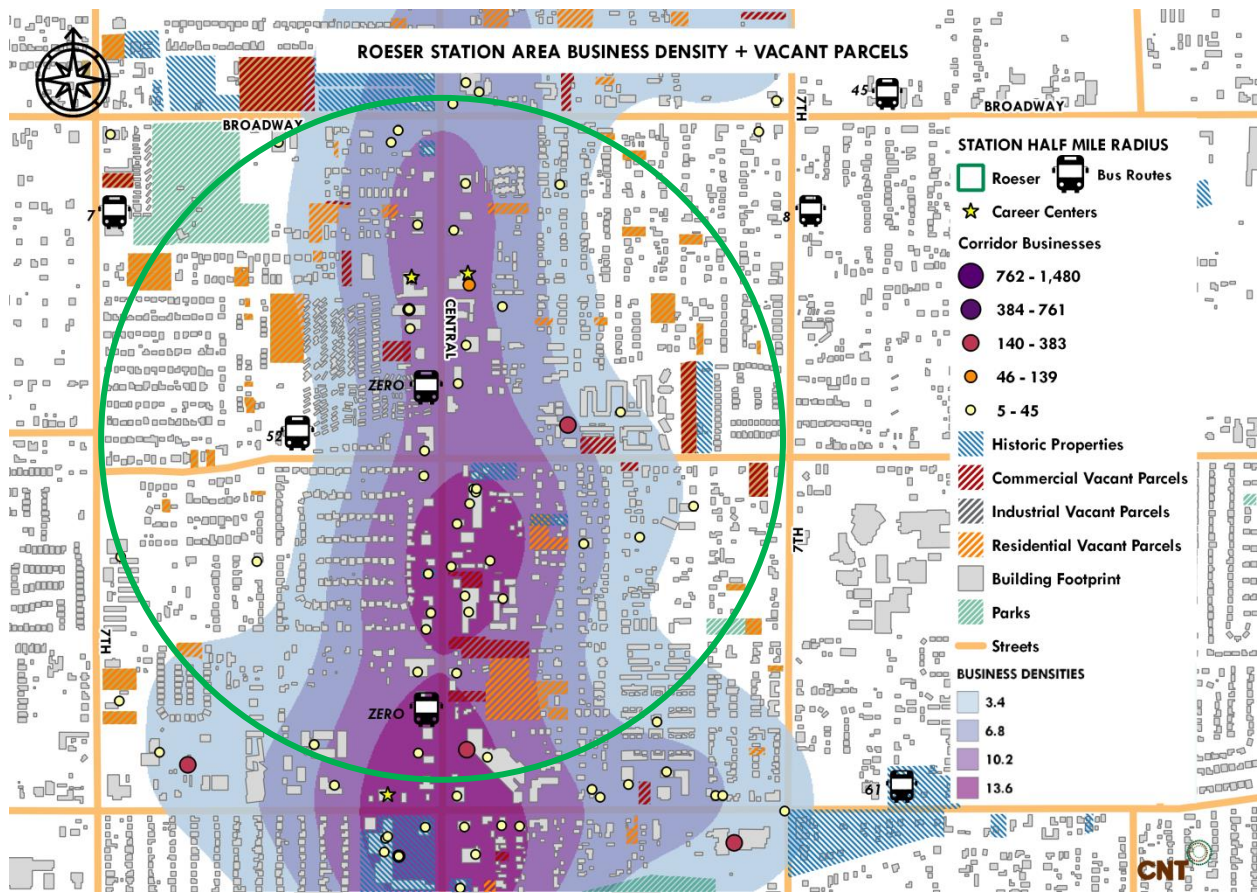 ROESER STATION AREA BUSINESS DENSITY + VACANT PARCELS
45
BROADWAY
BROADWAY
7TH
7
8
STATION HALF MILE RADIUS
Roeser
Bus Routes
Career Centers
Corridor Businesses
762 - 1,480
384 - 761
140 - 383
46 - 139
5 - 45
Historic Properties
Commercial Vacant Parcels
Industrial Vacant Parcels
Residential Vacant Parcels
Building Footprint
Parks
Streets
BUSINESS DENSITIES
3.4
6.8
10.2
13.6
CENTRAL
ZERO
52
7TH
7TH
ZERO
61
CNT